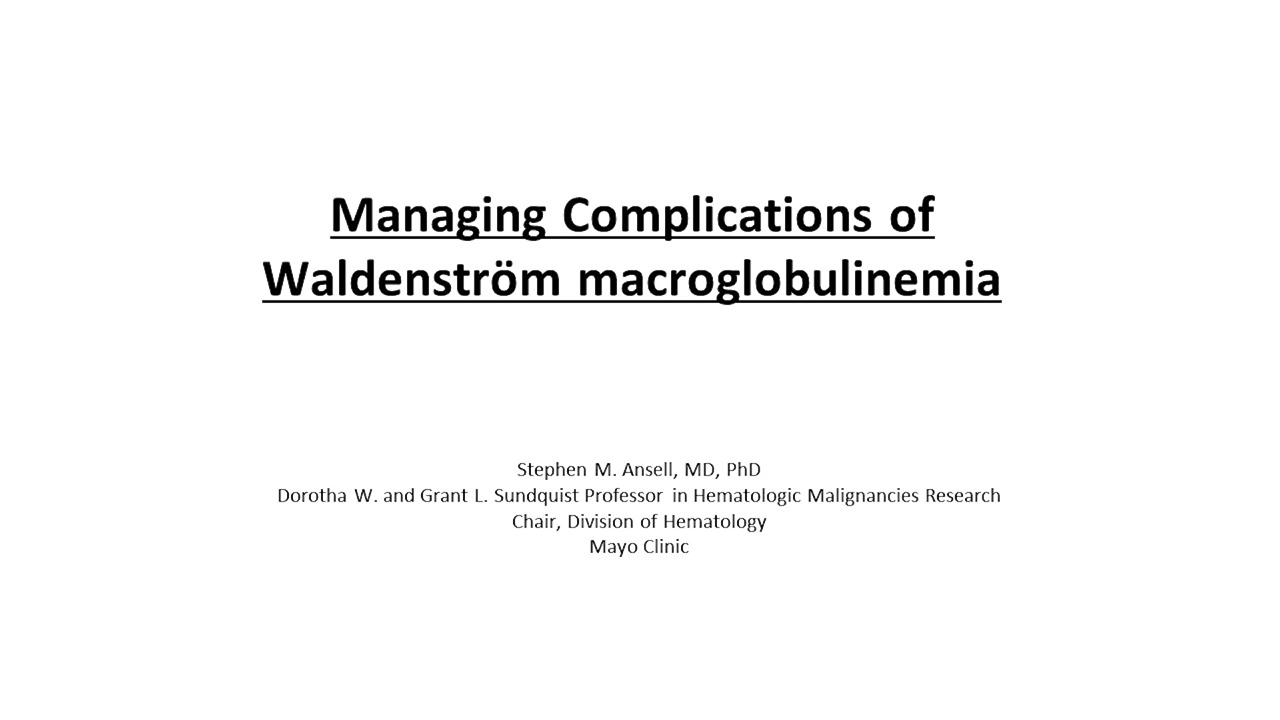 Managing Complications of
Waldenström macroglobulinemia
Stephen M. Ansell, MD, PhD
Dorotha W. and Grant L. Sundquist Professor in Hematologic Malignancies Research
Chair, Division of Hematology
Mayo Clinic